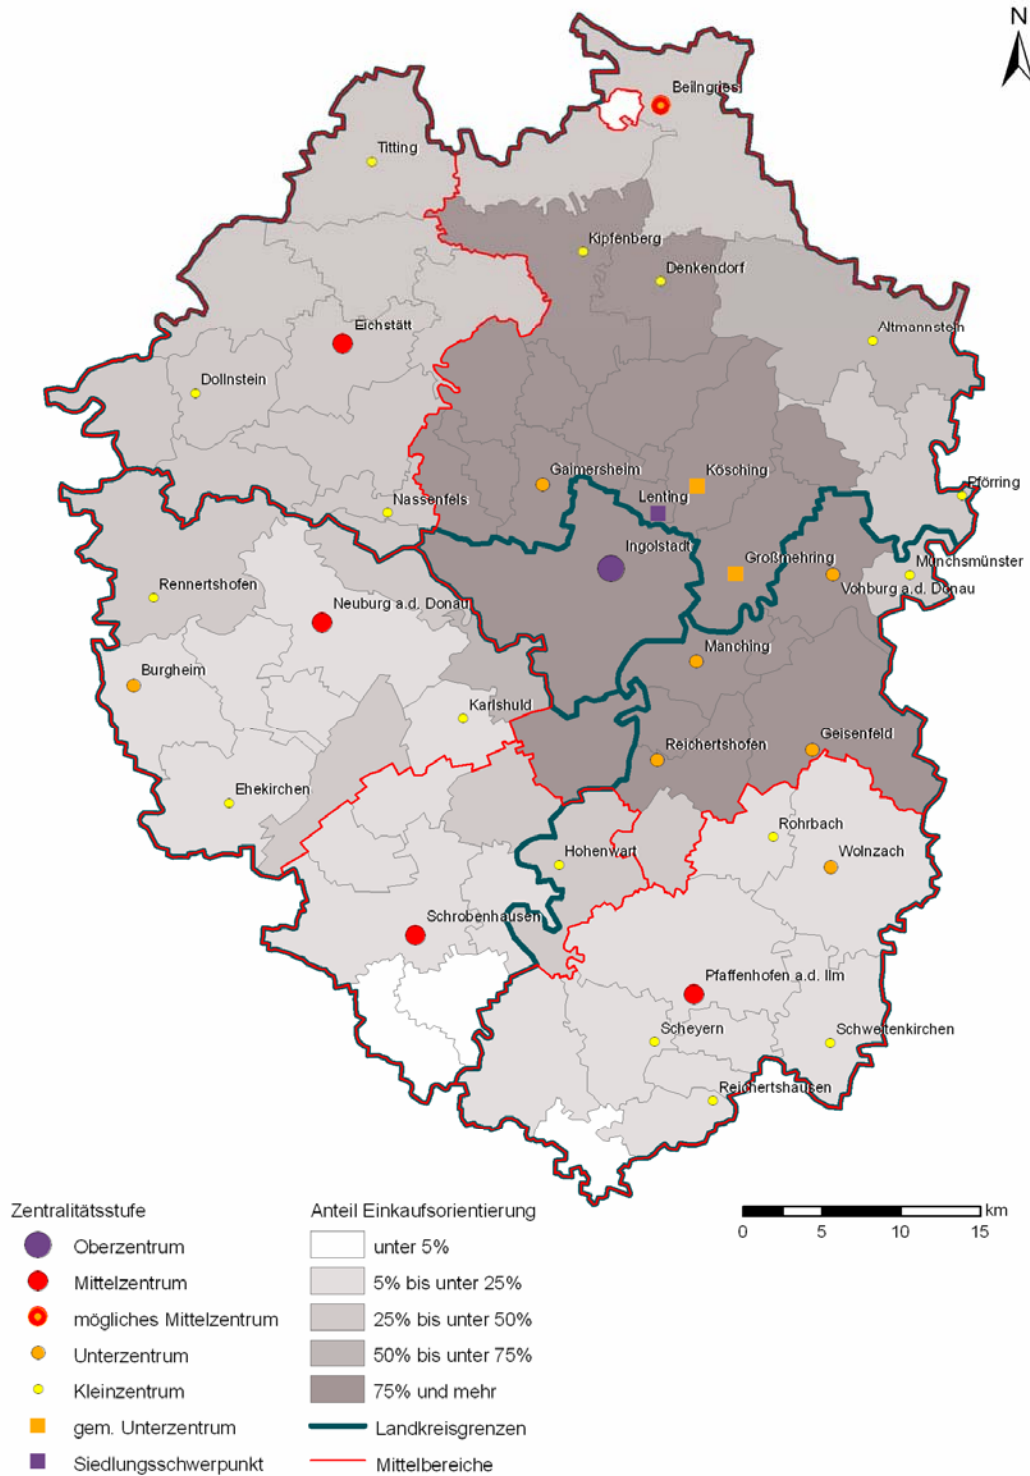 N
Beilngries
Titting
Kipfenberg
Denkendorf
Eichstätt
Altmannstein
Dollnstein
Gaimersheim
Kösching
Nassenfels
Lenting
Pförring
Ingolstadt
Großmehring
Münchsmünster
Rennertshofen
Vohburg a.d. Donau
Neuburg a.d. Donau
Manching
Burgheim
Karlshuld
Reichertshofen
Geisenfeld
Ehekirchen
Rohrbach
Hohenwart
Wolnzach
Schrobenhausen
Pfaffenhofen a.d. Ilm
Scheyern
Schweitenkirchen
Reichertshausen
Zentralitätsstufe
Oberzentrum
Mittelzentrum
mögliches Mittelzentrum
Unterzentrum
Kleinzentrum
gem. Unterzentrum
Siedlungsschwerpunkt
Anteil Einkaufsorientierung
unter 5%
5% bis unter 25%
25% bis unter 50%
50% bis unter 75%
75% und mehr
Landkreisgrenzen
Mittelbereiche
km
0 5 10 15